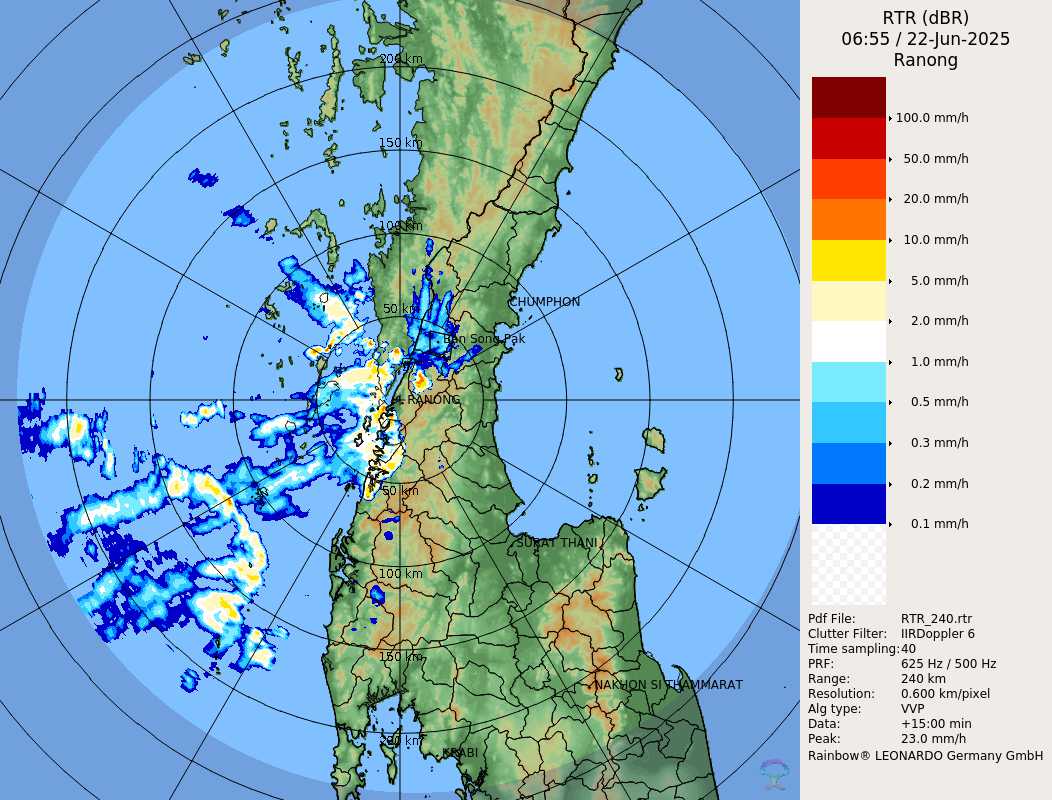 RTR (dBR)
06:55 / 22-Jun-2025
Ranong
100.0 mm/h
50.0 mm/h
20.0 mm/h
10.0 mm/h
5.0 mm/h
2.0 mm/h
1.0 mm/h
0.5 mm/h
0.3 mm/h
0.2 mm/h
0.1 mm/h
Pdf File: RTR_240.rtr
Clutter Filter: IIRDoppler 6
Time sampling:40
PRF: 625 Hz / 500 Hz
Range: 240 km
Resolution: 0.600 km/pixel
Alg type: VVP
Data: +15:00 min
Peak: 23.0 mm/h
Rainbow® LEONARDO Germany GmbH
200 km
150 km
100 km
50 km
CHUMPHON
Ban Song Pak
RANONG
50 km
SURAT THANI
100 km
150 km
NAKHON SI THAMMARAT
200 km
KRABI